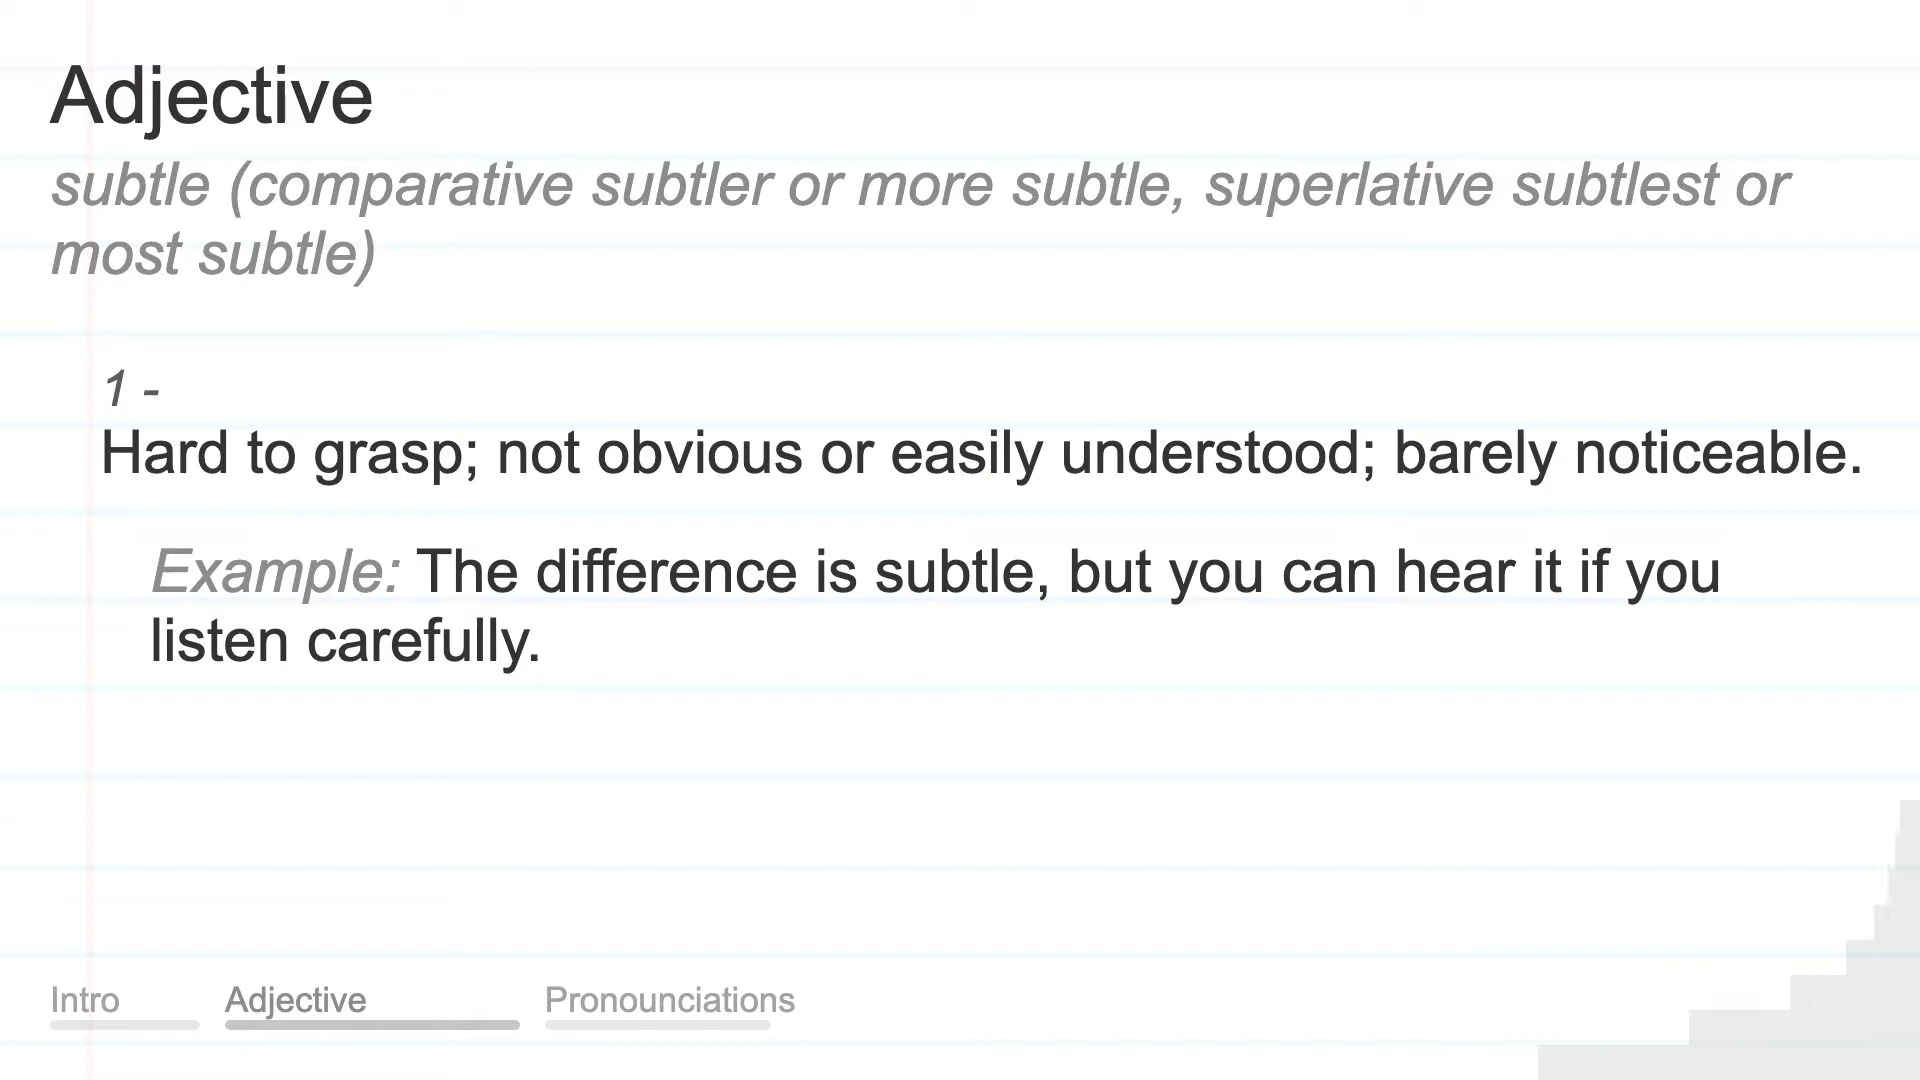 Adjective
subtle (comparative subtler or more subtle, superlative subtlest or
most subtle)
1 -
Hard to grasp; not obvious or easily understood; barely noticeable.
Example: The difference is subtle, but you can hear it if you
listen carefully.
Intro Adjective Pronounciations